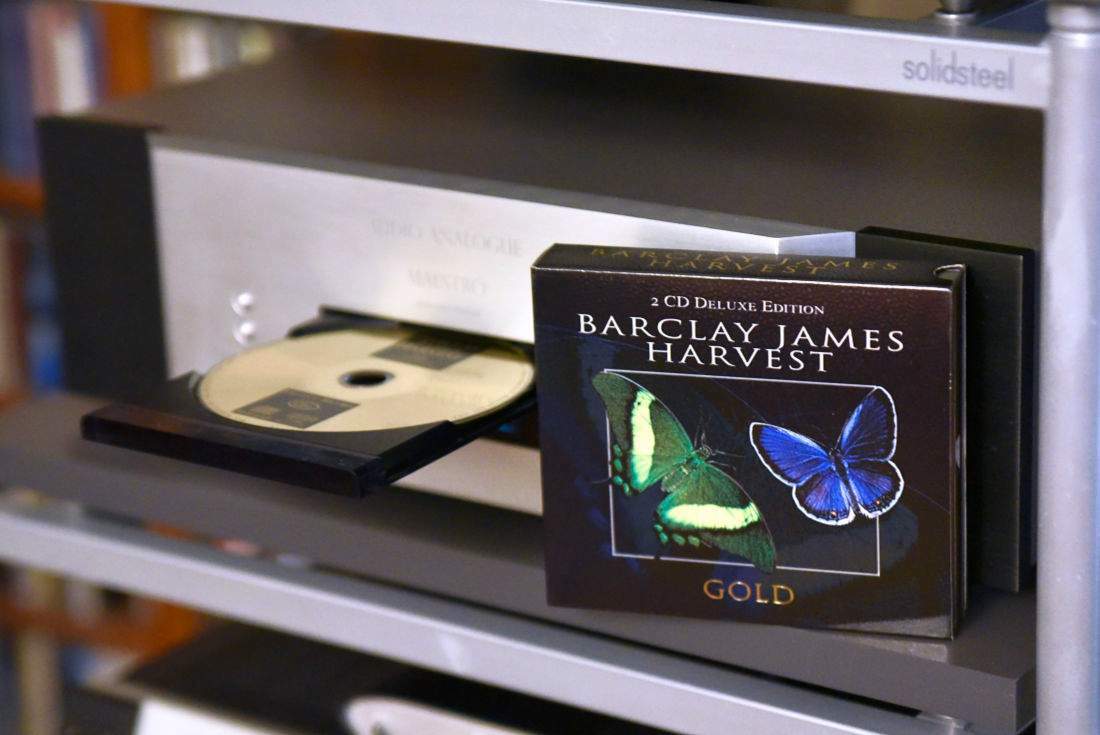 solidsteel
AUDIO ANALOGUE
MAESTRO
BARCLAY JAMES
HARVEST
2 CD DELUXE EDITION
BARCLAY JAMES
HARVEST
GOLD